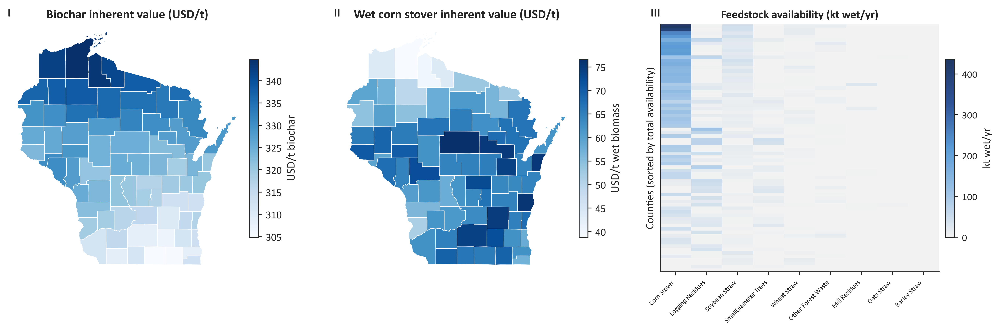 I
Biochar inherent value (USD/t)
340
335
330
325
320
315
310
305
USD/t biochar
II
Wet corn stover inherent value (USD/t)
75
70
65
60
55
50
45
40
USD/t wet biomass
III
Feedstock availability (kt wet/yr)
Counties (sorted by total availability)
Corn Stover
Logging Residues
Soybean Straw
SmallDiameter Trees
Wheat Straw
Other Forest Waste
Mill Residues
Oats Straw
Barley Straw
400
300
200
100
0
kt wet/yr